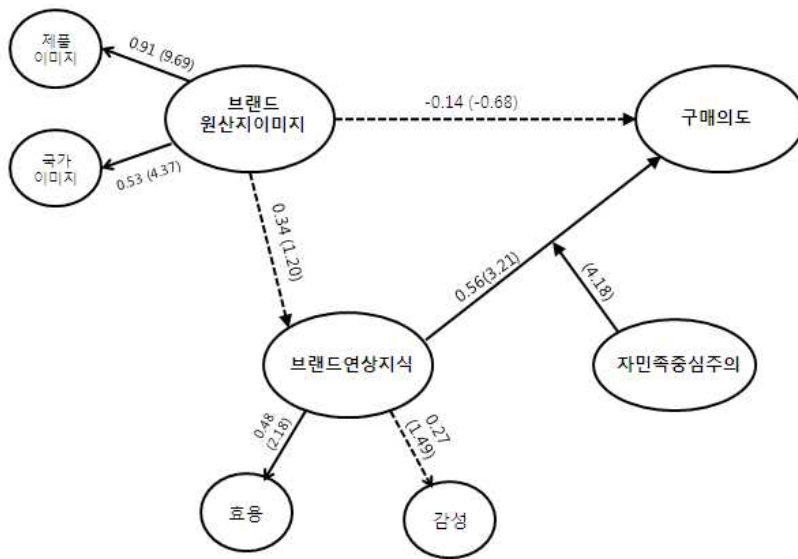 제품
이미지
0.91 (9.69)
브랜드
원산지이미지
-0.14 (-0.68)
구매의도
국가
이미지
0.53 (4.37)
0.34 (1.20)
0.56(3.21)
(4.18)
브랜드연상지식
자민족중심주의
0.48
(2.18)
0.27
(1.49)
효용
감성